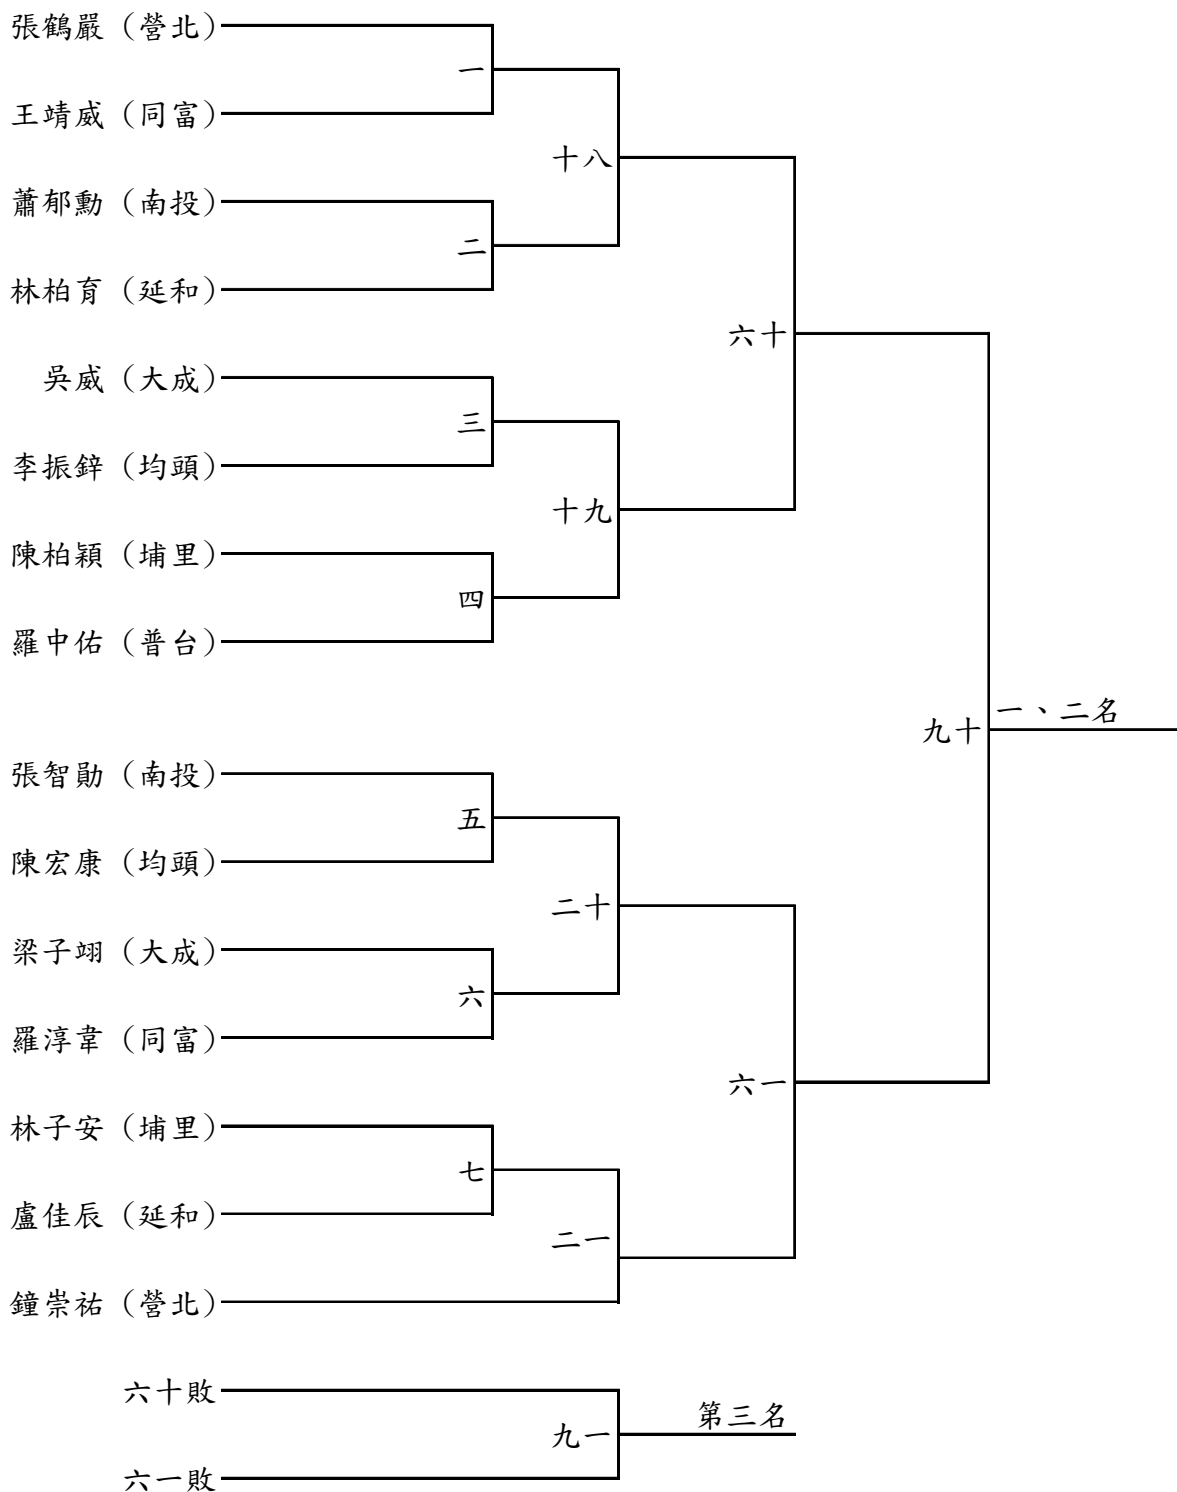 張鶴嚴（營北）
一
王靖威（同富）
十八
蕭郁勳（南投）
二
林柏育（延和）
六十
吳威（大成）
三
李振鋅（均頭）
十九
陳柏穎（埔里）
四
羅中佑（普台）
九十
一、二名
張智勛（南投）
五
陳宏康（均頭）
二十
梁子翊（大成）
六
羅淳韋（同富）
六一
林子安（埔里）
七
盧佳辰（延和）
二一
鐘崇祐（營北）
六十敗
九一
第三名
六一敗